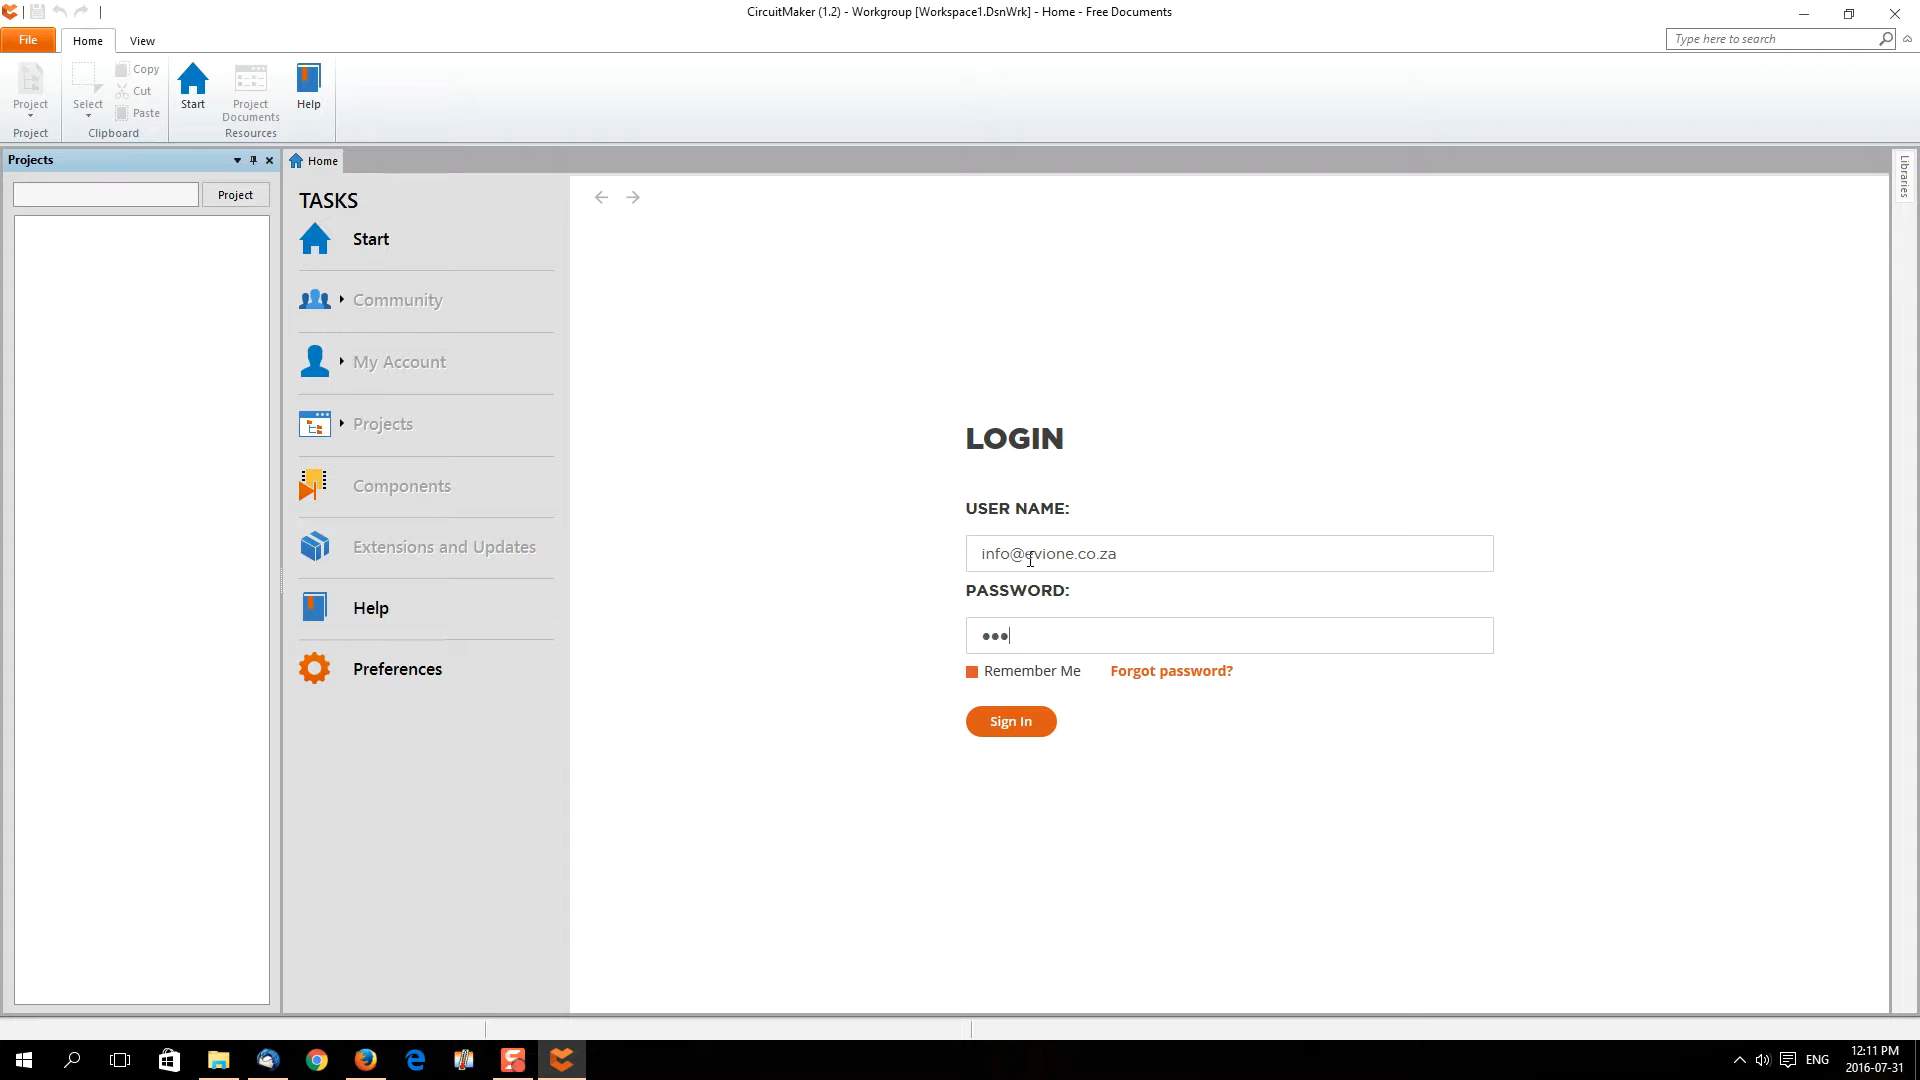 CircuitMaker (1.2) - Workgroup [Workspace1.DsnWrk] - Home - Free Documents
File Home View
Type here to search
Project
Select
Copy
Cut
Paste
Start
Project Documents
Help
Project
Clipboard
Resources
Projects
Project
Home
Libraries
TASKS
Start
Community
My Account
Projects
Components
Extensions and Updates
Help
Preferences
LOGIN
USER NAME:
info@evione.co.za
PASSWORD:
●●●
Remember Me Forgot password?
Sign In
ENG
12:11 PM
2016-07-31